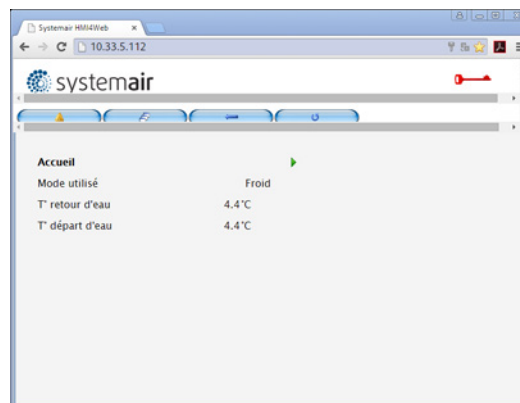 Systemair HMI4Web
10.33.5.112
systemair
Accueil
Mode utilisé Froid
T° retour d'eau 4.4°C
T° départ d'eau 4.4°C